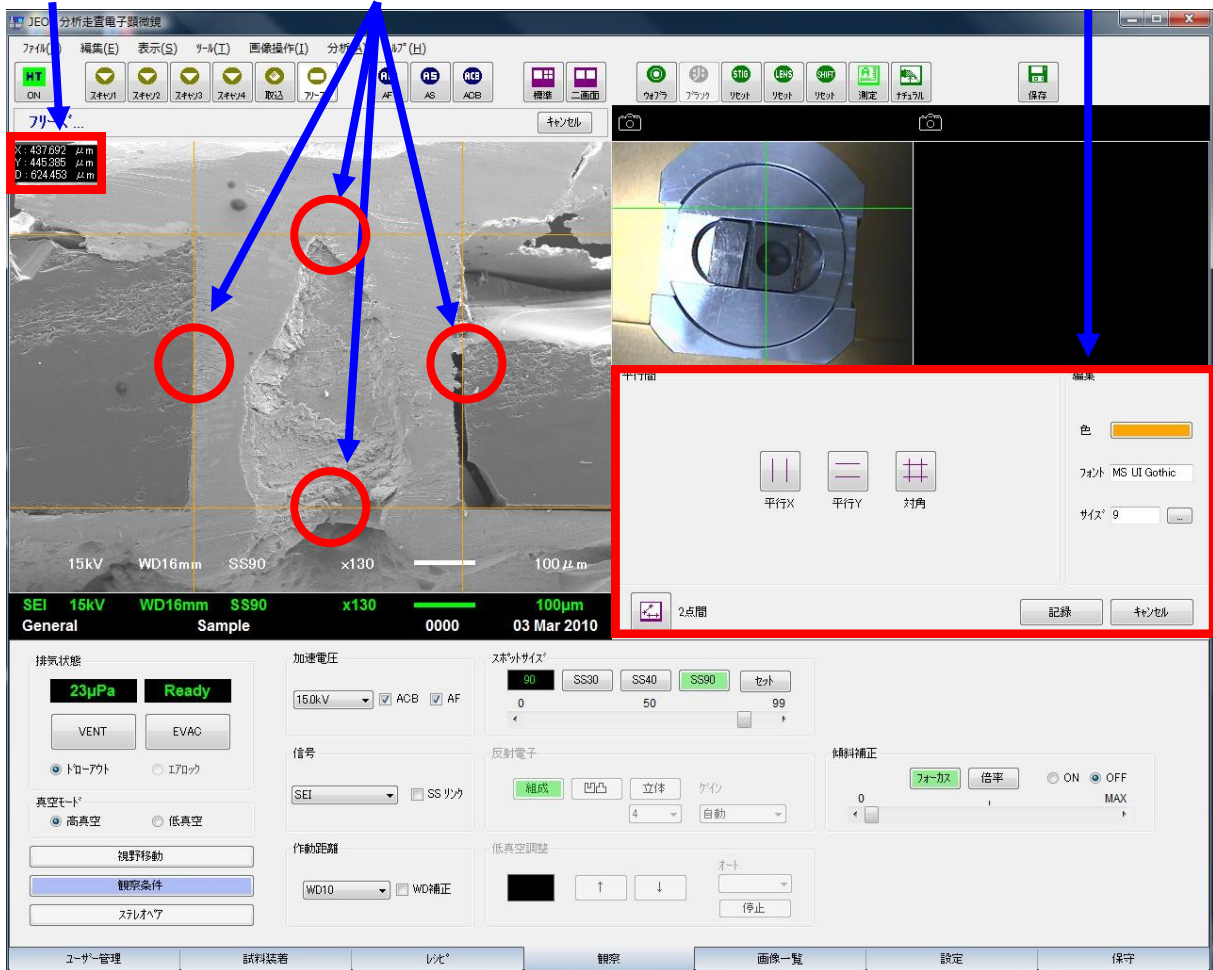 JEOL 分析走査電子顕微鏡
ファイル 編集(E) 表示(S) ツール(T) 画像操作(I) 分析 ヘルプ(H)
HT
ON スキャン1 スキャン2 スキャン3 スキャン4 取込 フリーズ AF AS ACB 標準 二画面 ウォブラ ブランク リセット リセット リセット 測定 ナチュラル 保存
AS ACB STIG LENS SHIFT
フリーズ... キャンセル
X : 437.692 μm
Y : 445.385 μm
D : 624.453 μm
15kV WD16mm SS90 x130 100μm
SEI 15kV WD16mm SS90 x130 100μm
General Sample 0000 03 Mar 2010
平行間 編集
色
平行X 平行Y 対角
フォント MS UI Gothic
サイズ 9 ...
2点間 記録 キャンセル
排気状態
23μPa Ready
VENT EVAC
ドローアウト エアロック
真空モード
高真空 低真空
視野移動
観察条件
ステレオペア
加速電圧
15.0kV ACB AF
信号
SEI SS リンク
作動距離
WD10 WD補正
スポットサイズ
90 SS30 SS40 SS90 セット
0 50 99
反射電子
組成 凹凸 立体 ゲイン
4 自動
低真空調整
↑ ↓ オート
停止
傾斜補正
フォーカス 倍率 ON OFF
0 MAX
ユーザー管理 試料装着 レシピ 観察 画像一覧 設定 保守